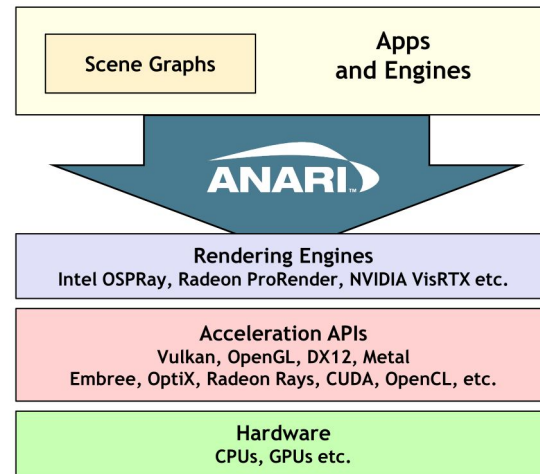 Scene Graphs
Apps
and Engines
ANARI™
Rendering Engines
Intel OSPRay, Radeon ProRender, NVIDIA VisRTX etc.
Acceleration APIs
Vulkan, OpenGL, DX12, Metal
Embree, OptiX, Radeon Rays, CUDA, OpenCL, etc.
Hardware
CPUs, GPUs etc.